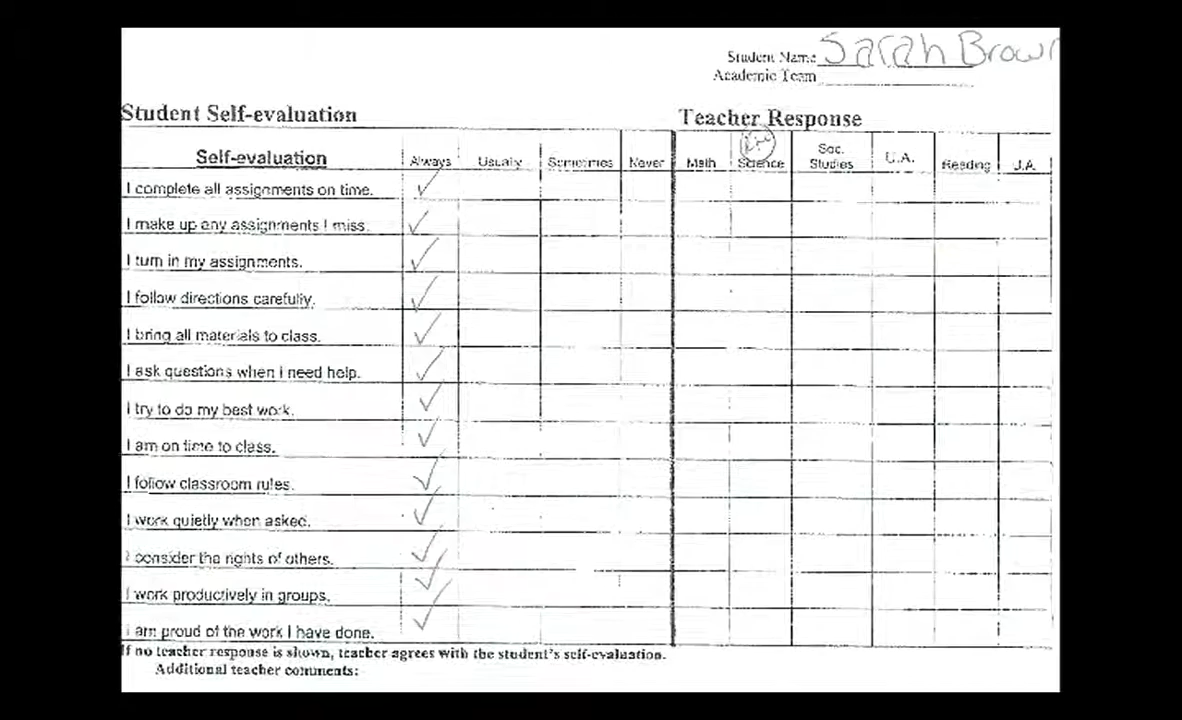 Student Name Sarah Brown
Academic Team
Student Self-evaluation Teacher Response
Self-evaluation Always Usually Sometimes Never Math Science Soc. Studies U.A. Reading U.A.
I complete all assignments on time.
I make up any assignments I miss.
I turn in my assignments.
I follow directions carefully.
I bring all materials to class.
I ask questions when I need help.
I try to do my best work.
I am on time to class.
I follow classroom rules.
I work quietly when asked.
I consider the rights of others.
I work productively in groups.
I am proud of the work I have done.
If no teacher response is shown, teacher agrees with the student's self-evaluation.
Additional teacher comments: